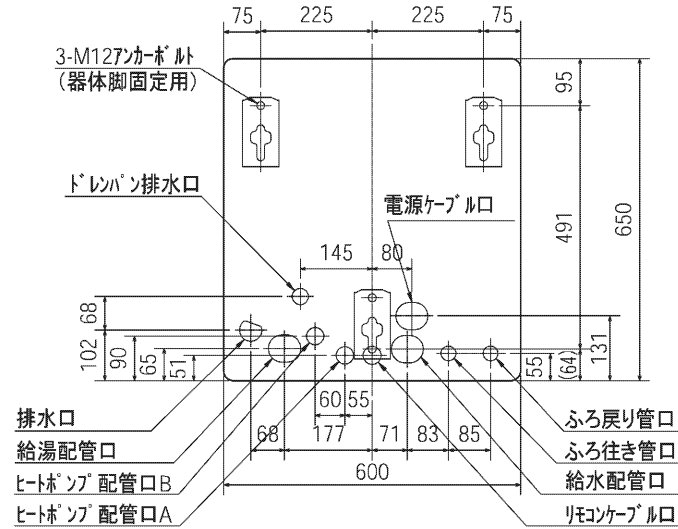 75 225 225 75
3-M12アンカーボルト
(器体脚固定用)
95
ドレンパン排水口
電源ケーブル口
491
650
145 80
68
102
90
65
51
131
55
(64)
60 55
排水口
68 177 71 83 85
ふろ戻り管口
給湯配管口
ふろ往き管口
ヒートポンプ配管口B
600
給水配管口
ヒートポンプ配管口A
リモコンケーブル口